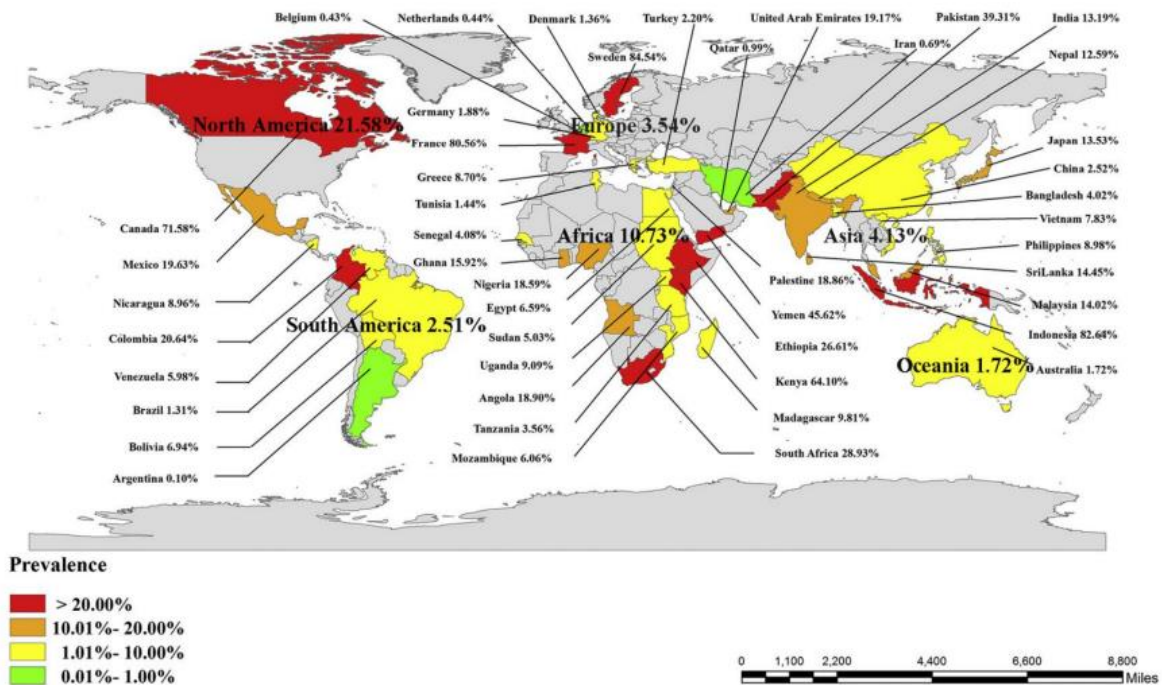 Belgium 0.43%
Netherlands 0.44%
Denmark 1.36%
Turkey 2.20%
United Arab Emirates 19.17%
Pakistan 39.31%
India 13.19%
Qatar 0.99%
Iran 0.69%
Nepal 12.59%
Sweden 84.54%
Germany 1.88%
North America 21.58%
Europe 3.54%
France 80.56%
Japan 13.53%
China 2.52%
Greece 8.70%
Bangladesh 4.02%
Tunisia 1.44%
Vietnam 7.83%
Canada 71.58%
Senegal 4.08%
Africa 10.73%
Asia 4.13%
Philippines 8.98%
Mexico 19.63%
Ghana 15.92%
SriLanka 14.45%
Nigeria 18.59%
Palestine 18.86%
Nicaragua 8.96%
Egypt 6.59%
Malaysia 14.02%
Yemen 45.62%
South America 2.51%
Colombia 20.64%
Sudan 5.03%
Indonesia 82.64%
Ethiopia 26.61%
Uganda 9.09%
Oceania 1.72%
Australia 1.72%
Venezuela 5.98%
Kenya 64.10%
Angola 18.90%
Brazil 1.31%
Madagascar 9.81%
Tanzania 3.56%
Bolivia 6.94%
South Africa 28.93%
Mozambique 6.06%
Argentina 0.10%
Prevalence
> 20.00%
10.01%- 20.00%
1.01%- 10.00%
0.01%- 1.00%
0 1,100 2,200 4,400 6,600 8,800
Miles